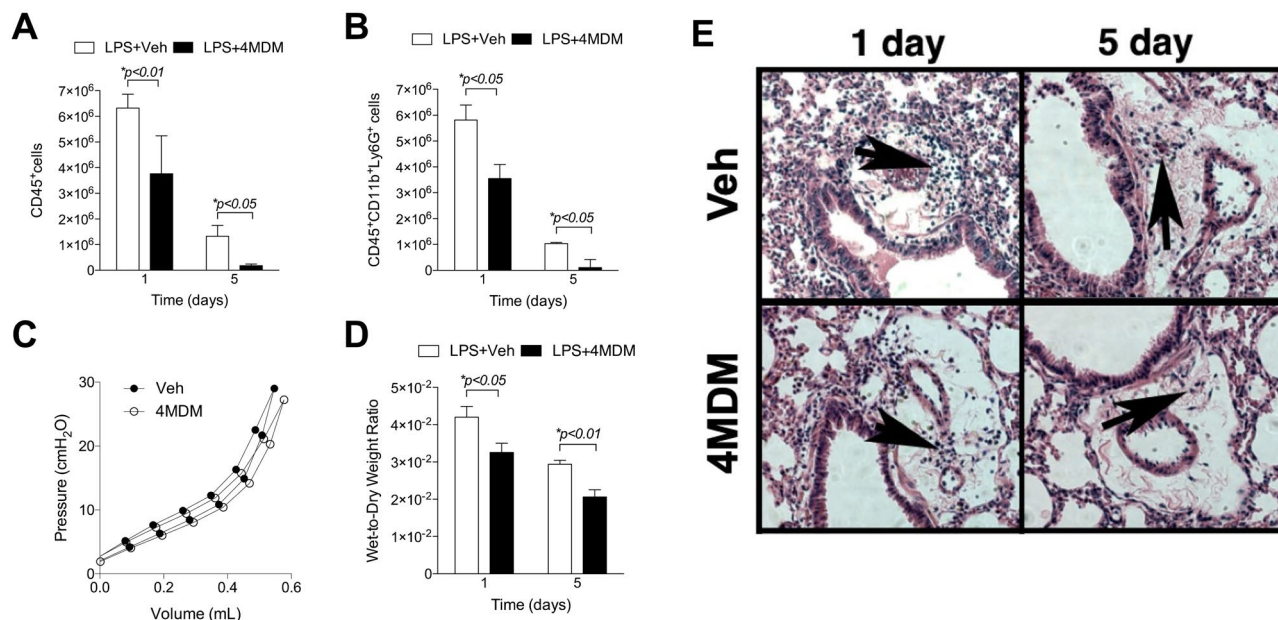 A
LPS+Veh LPS+4MDM
*p<0.01
7×10⁶
6×10⁶
5×10⁶
4×10⁶
3×10⁶
2×10⁶
1×10⁶
0
*p<0.05
CD45⁺cells
1 5
Time (days)
B
LPS+Veh LPS+4MDM
*p<0.05
7×10⁶
6×10⁶
5×10⁶
4×10⁶
3×10⁶
2×10⁶
1×10⁶
0
*p<0.05
CD45⁺CD11b⁺Ly6G⁺ cells
1 5
Time (days)
C
Veh
4MDM
30
20
10
0
Pressure (cmH₂O)
0.0 0.2 0.4 0.6
Volume (mL)
D
LPS+Veh LPS+4MDM
*p<0.05
5×10⁻²
4×10⁻²
3×10⁻²
2×10⁻²
1×10⁻²
0
*p<0.01
Wet-to-Dry Weight Ratio
1 5
Time (days)
E
1 day 5 day
Veh
4MDM